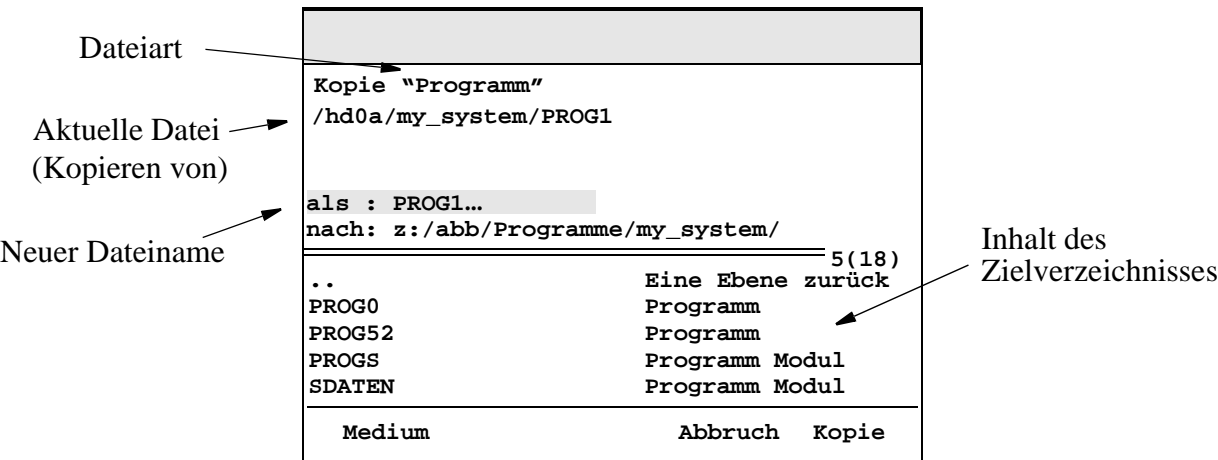 Dateiart
Kopie “Programm”
/hd0a/my_system/PROG1
Aktuelle Datei
(Kopieren von)
als : PROG1…
nach: z:/abb/Programme/my_system/
Neuer Dateiname
Inhalt des
Zielverzeichnisses
5(18)
.. Eine Ebene zurück
PROG0 Programm
PROG52 Programm
PROGS Programm Modul
SDATEN Programm Modul
Medium Abbruch Kopie